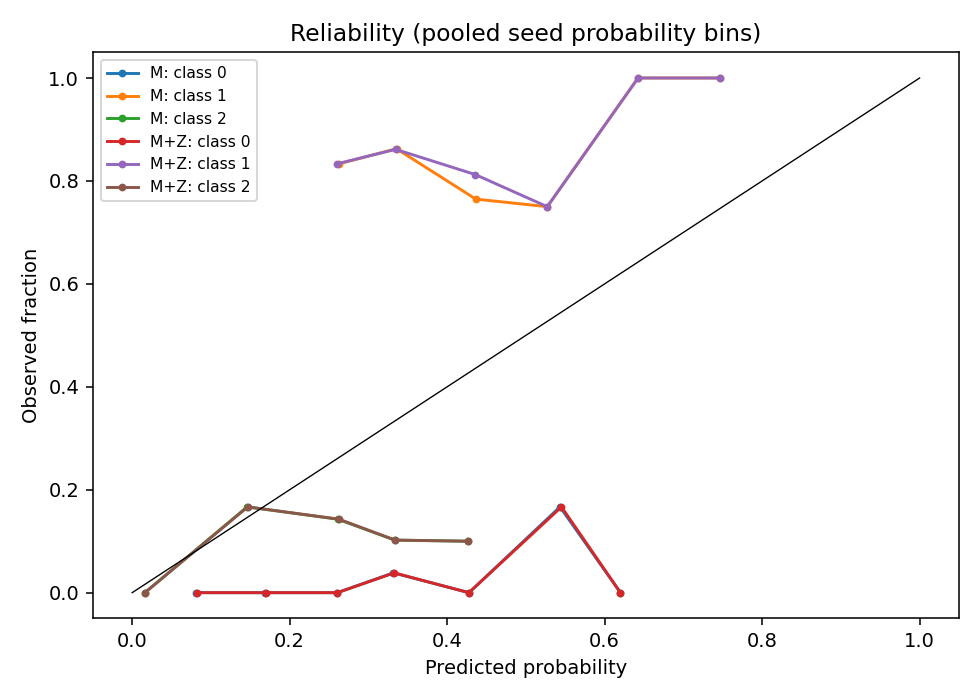 Reliability (pooled seed probability bins)
M: class 0
M: class 1
M: class 2
M+Z: class 0
M+Z: class 1
M+Z: class 2
1.0
0.8
0.6
0.4
0.2
0.0
Observed fraction
0.0 0.2 0.4 0.6 0.8 1.0
Predicted probability